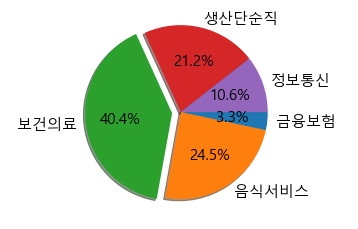 생산단순직
21.2%
정보통신
10.6%
보건의료
40.4%
3.3%
금융보험
24.5%
음식서비스